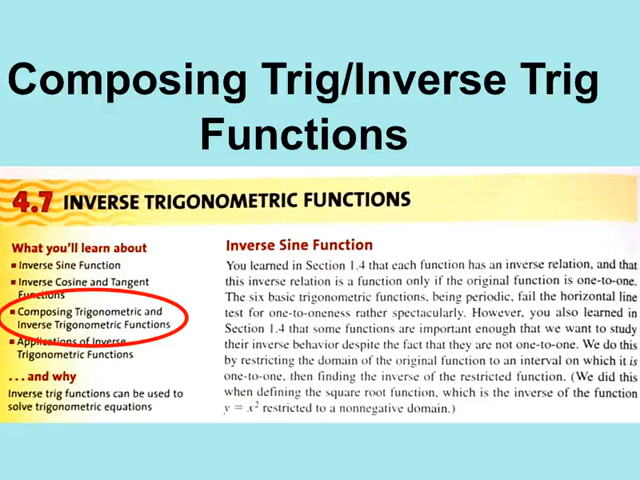 Composing Trig/Inverse Trig
Functions
4.7 INVERSE TRIGONOMETRIC FUNCTIONS
What you'll learn about
▪ Inverse Sine Function
▪ Inverse Cosine and Tangent
Functions
▪ Composing Trigonometric and
Inverse Trigonometric Functions
▪ Applications of Inverse
Trigonometric Functions
. . . and why
Inverse trig functions can be used to
solve trigonometric equations
Inverse Sine Function
You learned in Section 1.4 that each function has an inverse relation, and that
this inverse relation is a function only if the original function is one-to-one.
The six basic trigonometric functions, being periodic, fail the horizontal line
test for one-to-oneness rather spectacularly. However, you also learned in
Section 1.4 that some functions are important enough that we want to study
their inverse behavior despite the fact that they are not one-to-one. We do this
by restricting the domain of the original function to an interval on which it is
one-to-one, then finding the inverse of the restricted function. (We did this
when defining the square root function, which is the inverse of the function
y = x² restricted to a nonnegative domain.)